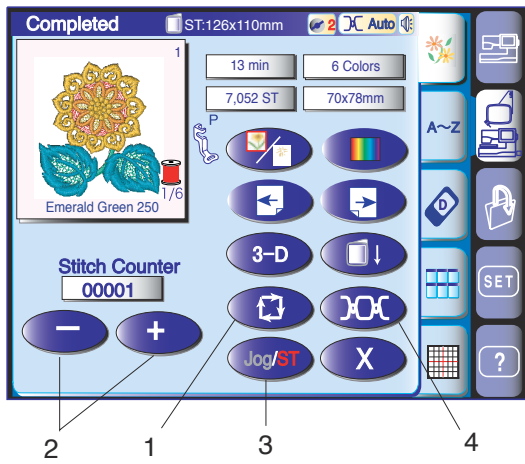 Completed ST:126x110mm 2 Auto
1
13 min 6 Colors
7,052 ST 70x78mm
P
A~Z
1/6
Emerald Green 250
D
3-D
Stitch Counter
00001
SET
− +
Jog/ST X
?
2 1 3 4